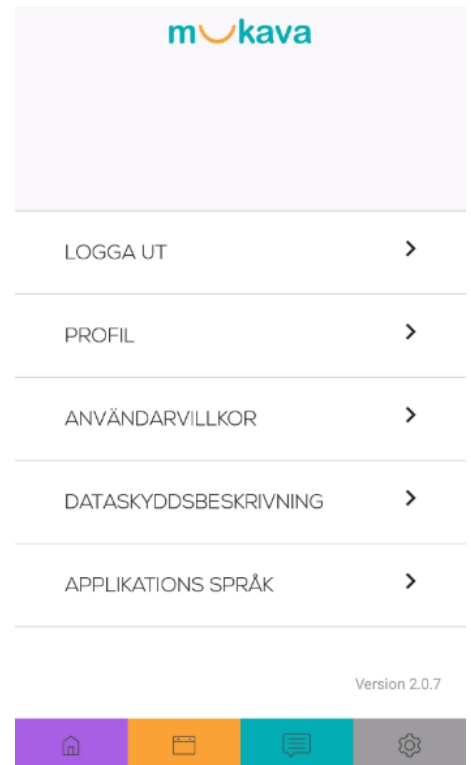 mukava
LOGGA UT
PROFIL
ANVÄNDARVILLKOR
DATASKYDDSBESKRIVNING
APPLIKATIONS SPRÅK
Version 2.0.7